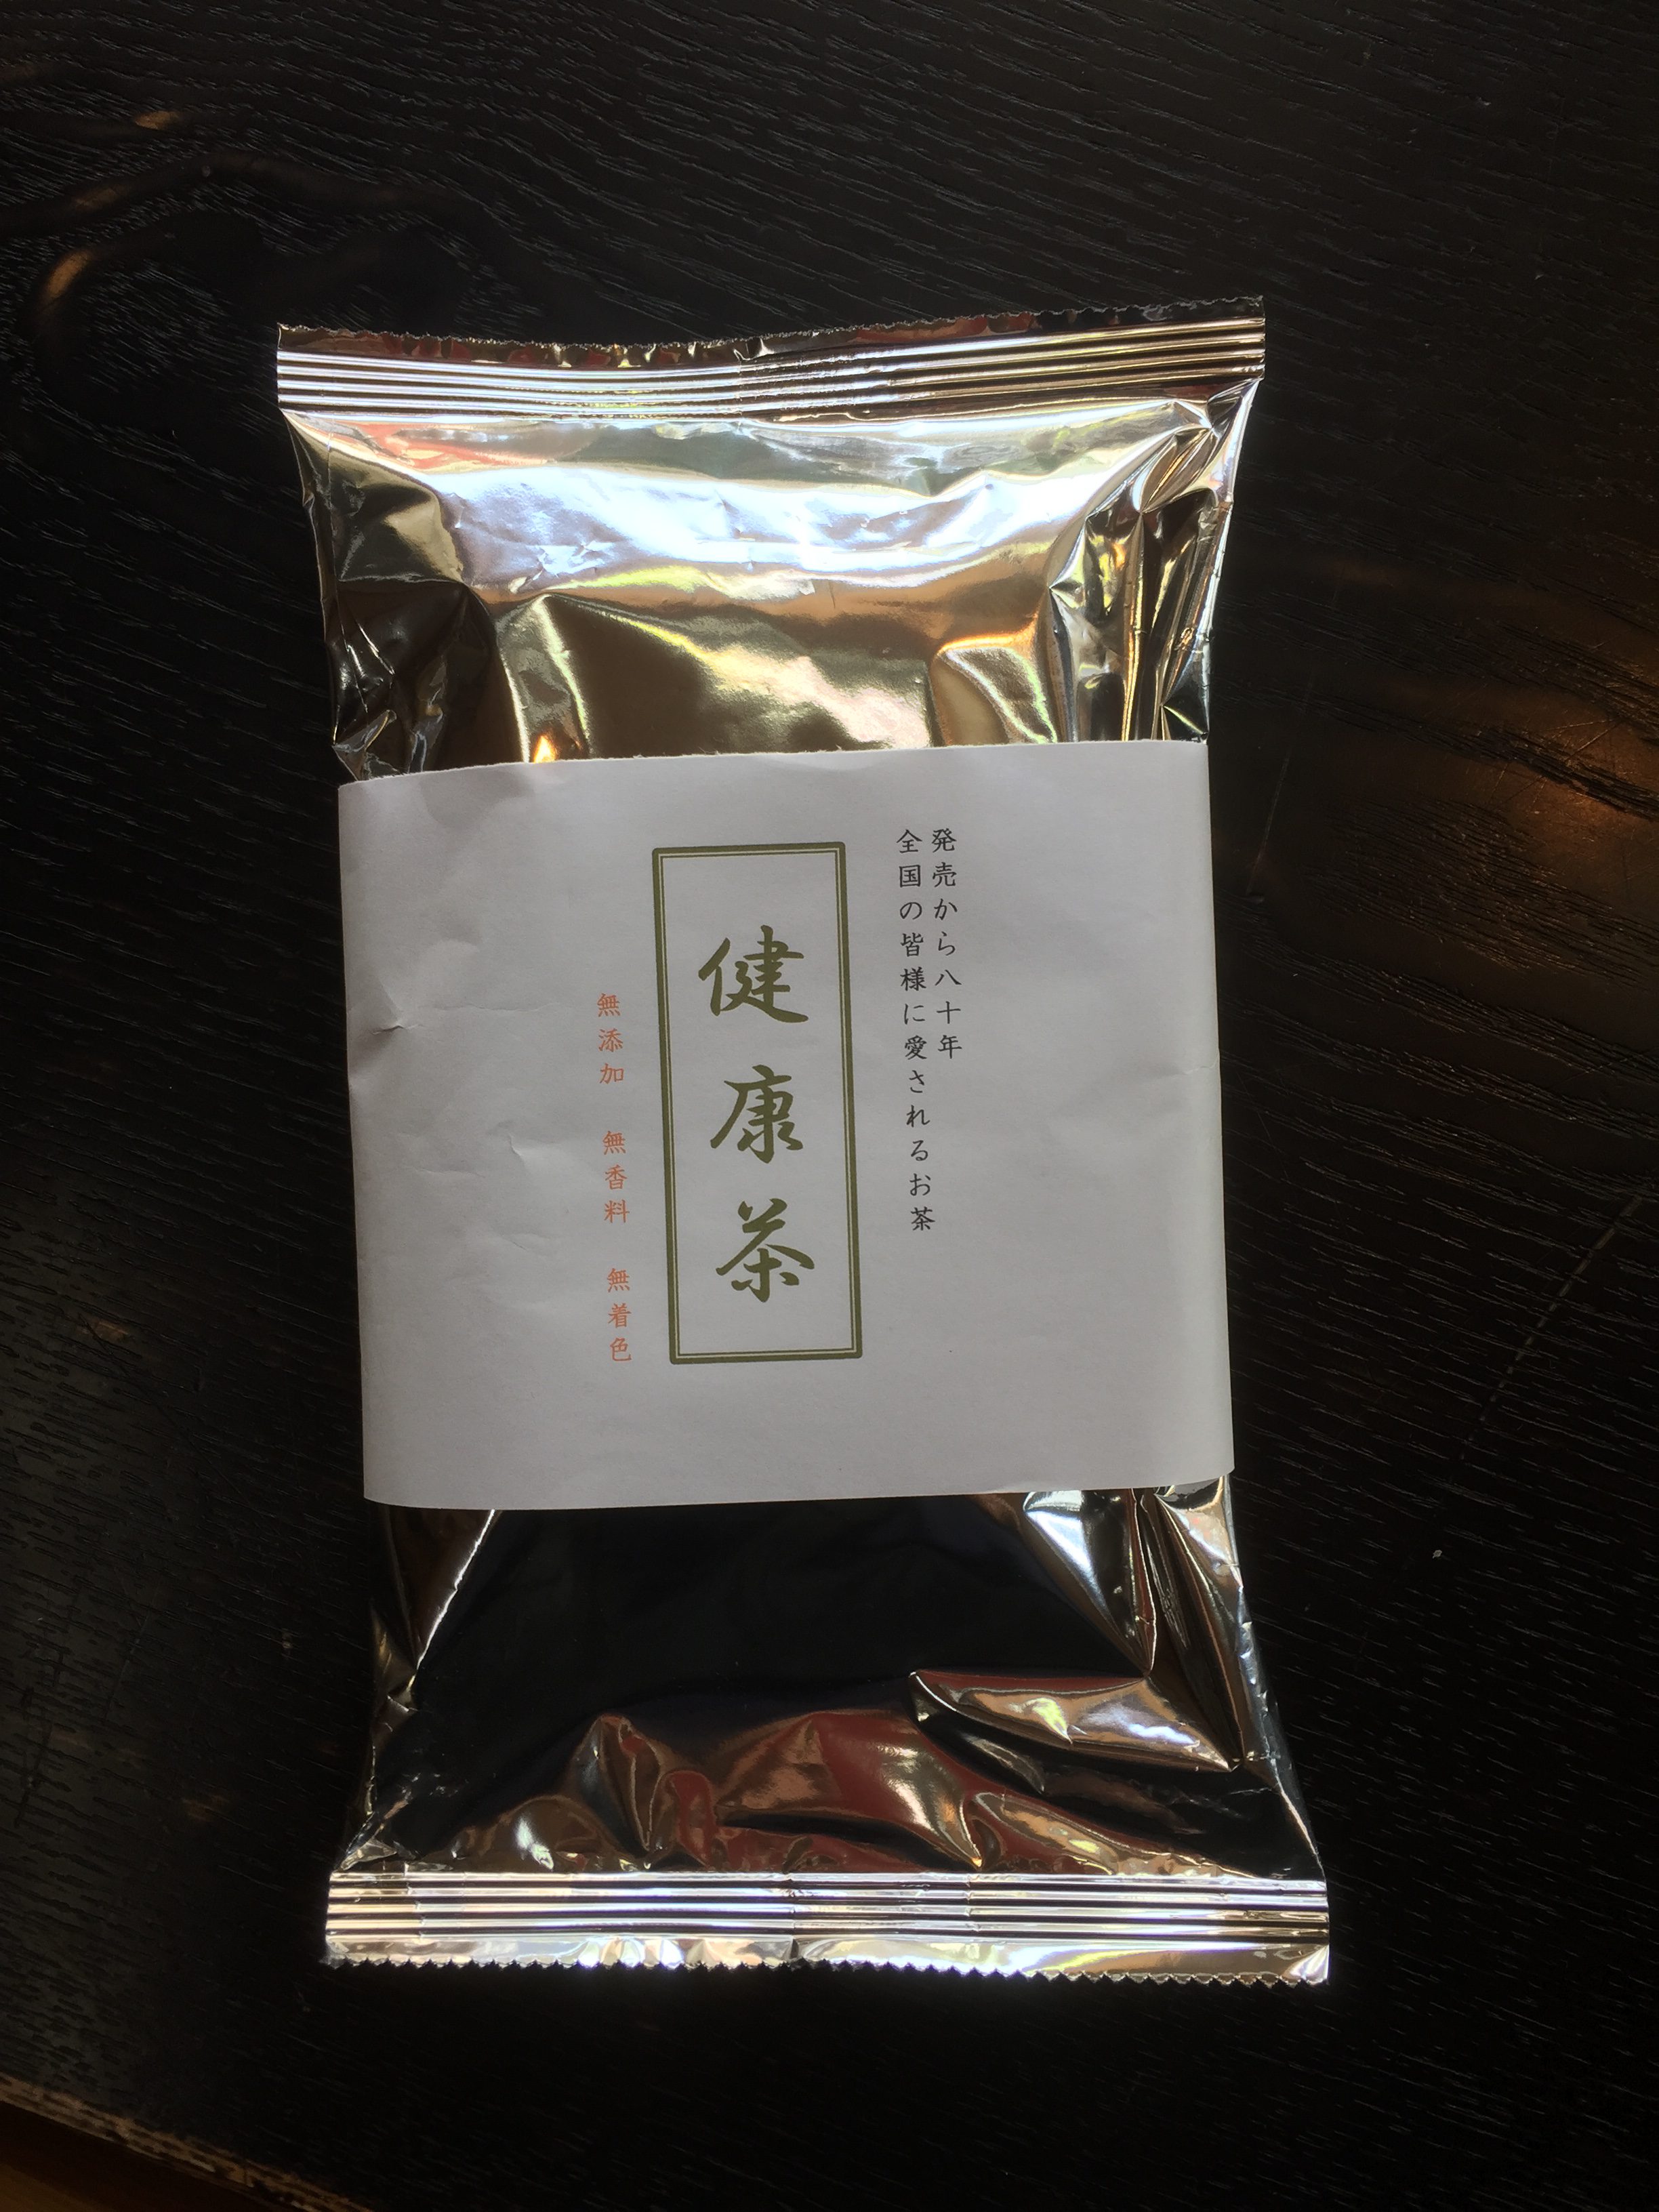 発売から八十年
全国の皆様に愛されるお茶
健康茶
無添加　無香料　無着色